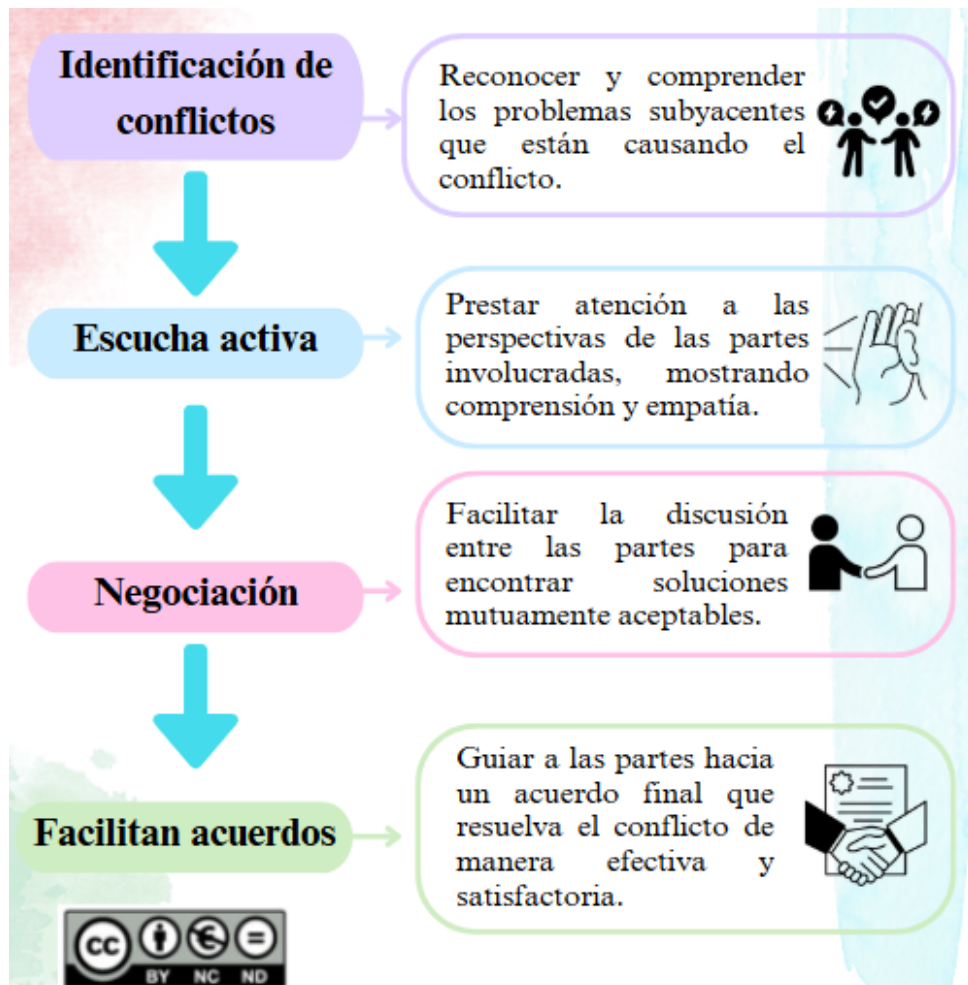 Identificación de
conflictos
Reconocer y comprender
los problemas subyacentes
que están causando el
conflicto.
Escucha activa
Prestar atención a las
perspectivas de las partes
involucradas, mostrando
comprensión y empatía.
Negociación
Facilitar la discusión
entre las partes para
encontrar soluciones
mutuamente aceptables.
Facilitan acuerdos
Guiar a las partes hacia
un acuerdo final que
resuelva el conflicto de
manera efectiva y
satisfactoria.
cc
BY NC ND